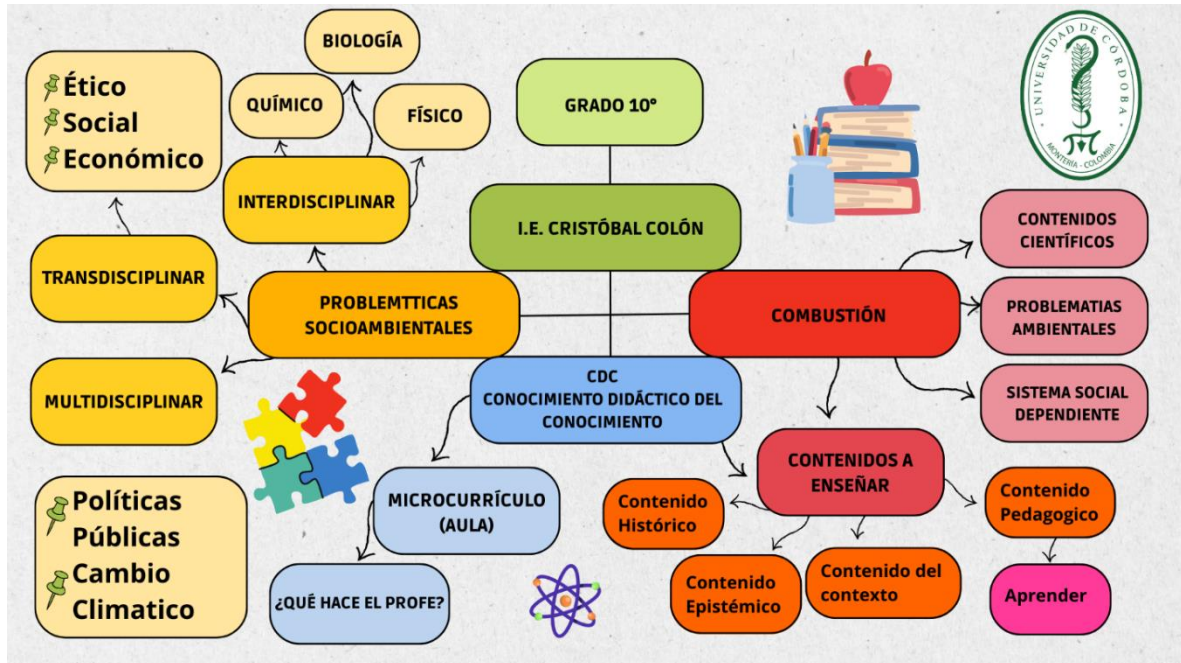 BIOLOGÍA
QUÍMICO
FÍSICO
Ético
Social
Económico
INTERDISCIPLINAR
TRANSDISCIPLINAR
MULTIDISCIPLINAR
PROBLEMTTICAS
SOCIOAMBIENTALES
Políticas
Públicas
Cambio
Climatico
GRADO 10°
I.E. CRISTÓBAL COLÓN
CDC
CONOCIMIENTO DIDÁCTICO DEL
CONOCIMIENTO
MICROCURRÍCULO
(AULA)
¿QUÉ HACE EL PROFE?
UNIVERSIDAD DE CÓRDOBA
MONTERÍA - COLOMBIA
COMBUSTIÓN
CONTENIDOS
CIENTÍFICOS
PROBLEMATIAS
AMBIENTALES
SISTEMA SOCIAL
DEPENDIENTE
CONTENIDOS A
ENSEÑAR
Contenido
Histórico
Contenido
Epistémico
Contenido del
contexto
Contenido
Pedagogico
Aprender